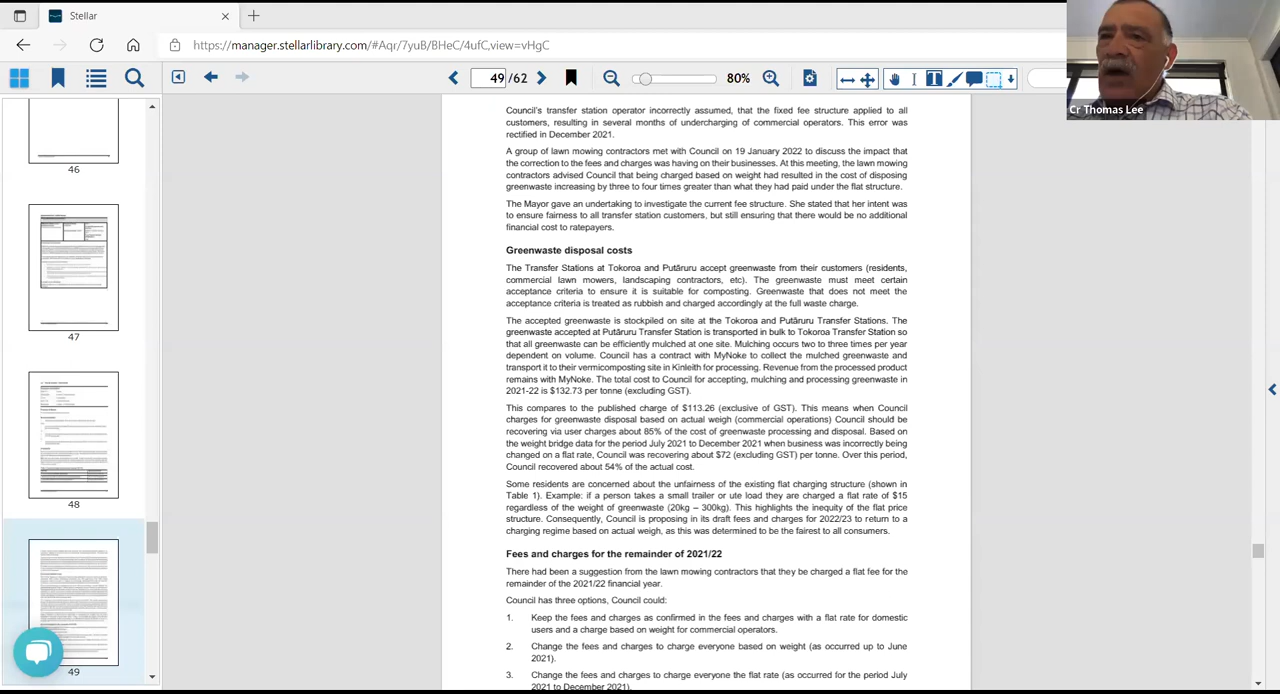 Stellar
https://manager.stellarlibrary.com/#Aqr/7yuB/BHeC/4ufC,view=vHgC
49 /62
80%
Cr Thomas Lee
46
47
48
49
Council's transfer station operator incorrectly assumed, that the fixed fee structure applied to all
customers, resulting in several months of undercharging of commercial operators. This error was
rectified in December 2021.
A group of lawn mowing contractors met with Council on 19 January 2022 to discuss the impact that
the correction to the fees and charges was having on their businesses. At this meeting, the lawn mowing
contractors advised Council that being charged based on weight had resulted in the cost of disposing
greenwaste increasing by three to four times greater than what they had paid under the flat structure.
The Mayor gave an undertaking to investigate the current fee structure. She stated that her intent was
to ensure fairness to all transfer station customers, but still ensuring that there would be no additional
financial cost to ratepayers.
Greenwaste disposal costs
The Transfer Stations at Tokoroa and Putāruru accept greenwaste from their customers (residents,
commercial lawn mowers, landscaping contractors, etc). The greenwaste must meet certain
acceptance criteria to ensure it is suitable for composting. Greenwaste that does not meet the
acceptance criteria is treated as rubbish and charged accordingly at the full waste charge.
The accepted greenwaste is stockpiled on site at the Tokoroa and Putāruru Transfer Stations. The
greenwaste accepted at Putāruru Transfer Station is transported in bulk to Tokoroa Transfer Station so
that all greenwaste can be efficiently mulched at one site. Mulching occurs two to three times per year
dependent on volume. Council has a contract with MyNoke to collect the mulched greenwaste and
transport it to their vermicomposting site in Kinleith for processing. Revenue from the processed product
remains with MyNoke. The total cost to Council for accepting, mulching and processing greenwaste in
2021-22 is $132.73 per tonne (excluding GST).
This compares to the published charge of $113.26 (exclusive of GST). This means when Council
charges for greenwaste disposal based on actual weigh (commercial operations) Council should be
recovering via user charges about 85% of the cost of greenwaste processing and disposal. Based on
the weight bridge data for the period July 2021 to December 2021 when business was incorrectly being
changed on a flat rate, Council was recovering about $72 (excluding GST) per tonne. Over this period,
Council recovered about 54% of the actual cost.
Some residents are concerned about the unfairness of the existing flat charging structure (shown in
Table 1). Example: if a person takes a small trailer or ute load they are charged a flat rate of $15
regardless of the weight of greenwaste (20kg – 300kg). This highlights the inequity of the flat price
structure. Consequently, Council is proposing in its draft fees and charges for 2022/23 to return to a
charging regime based on actual weigh, as this was determined to be the fairest to all consumers.
Fees and charges for the remainder of 2021/22
There had been a suggestion from the lawn mowing contractors that they be charged a flat fee for the
remainder of the 2021/22 financial year.
Council has three options, Council could:
1. Keep the fees and charges as confirmed in the fees and charges with a flat rate for domestic
users and a charge based on weight for commercial operators.
2. Change the fees and charges to charge everyone based on weight (as occurred up to June
2021).
3. Change the fees and charges to charge everyone the flat rate (as occurred for the period July
2021 to December 2021).